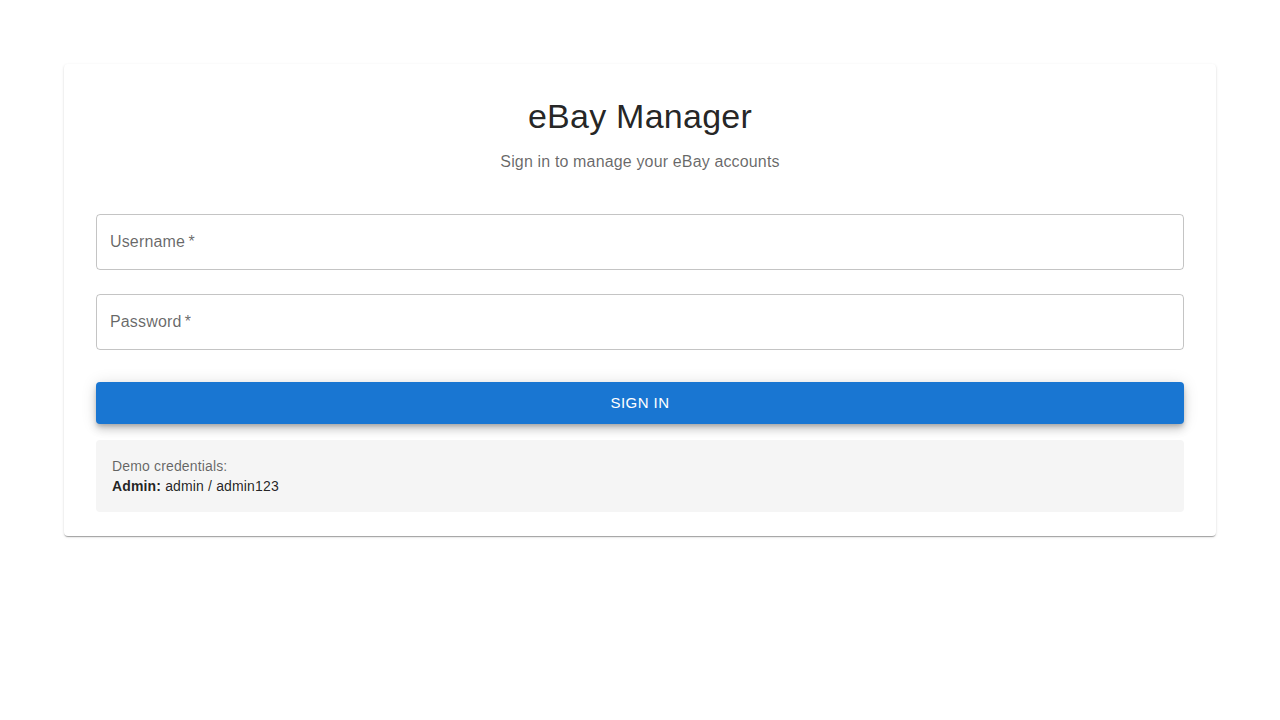 eBay Manager
Sign in to manage your eBay accounts
Username *
Password *
SIGN IN
Demo credentials:
Admin: admin / admin123